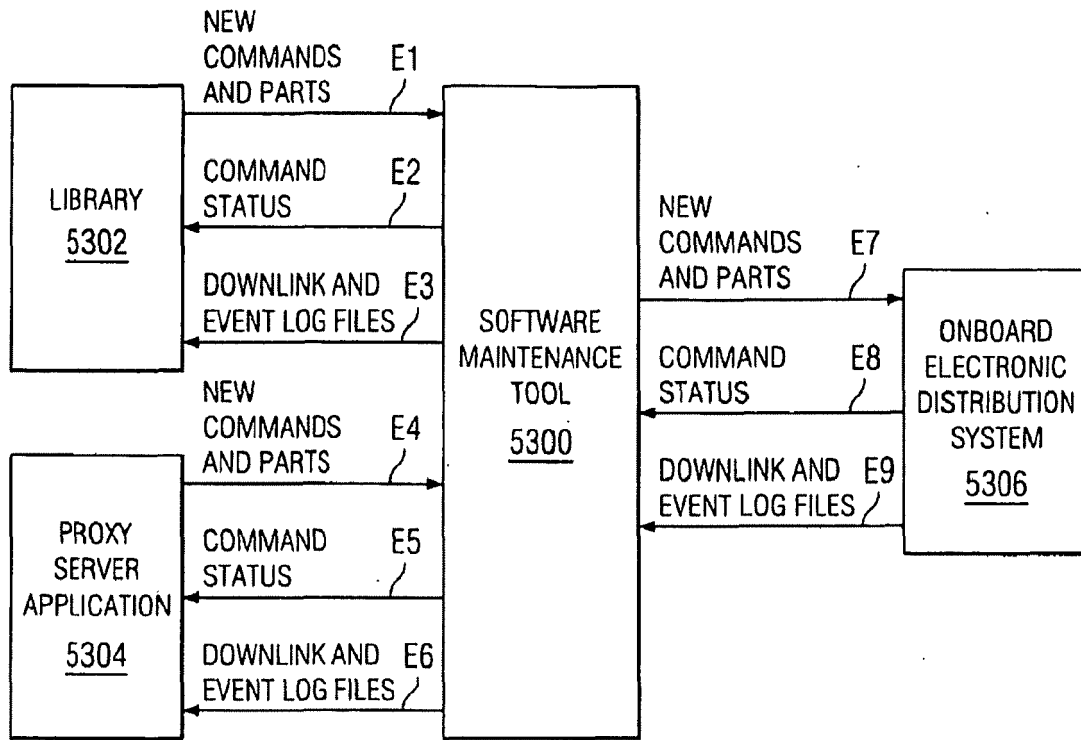 NEW
COMMANDS
AND PARTS
E1
COMMAND
STATUS
E2
DOWNLINK AND
EVENT LOG FILES
E3
LIBRARY
5302
NEW
COMMANDS
AND PARTS
E4
COMMAND
STATUS
E5
DOWNLINK AND
EVENT LOG FILES
E6
PROXY
SERVER
APPLICATION
5304
SOFTWARE
MAINTENANCE
TOOL
5300
NEW
COMMANDS
AND PARTS
E7
COMMAND
STATUS
E8
DOWNLINK AND
EVENT LOG FILES
E9
ONBOARD
ELECTRONIC
DISTRIBUTION
SYSTEM
5306